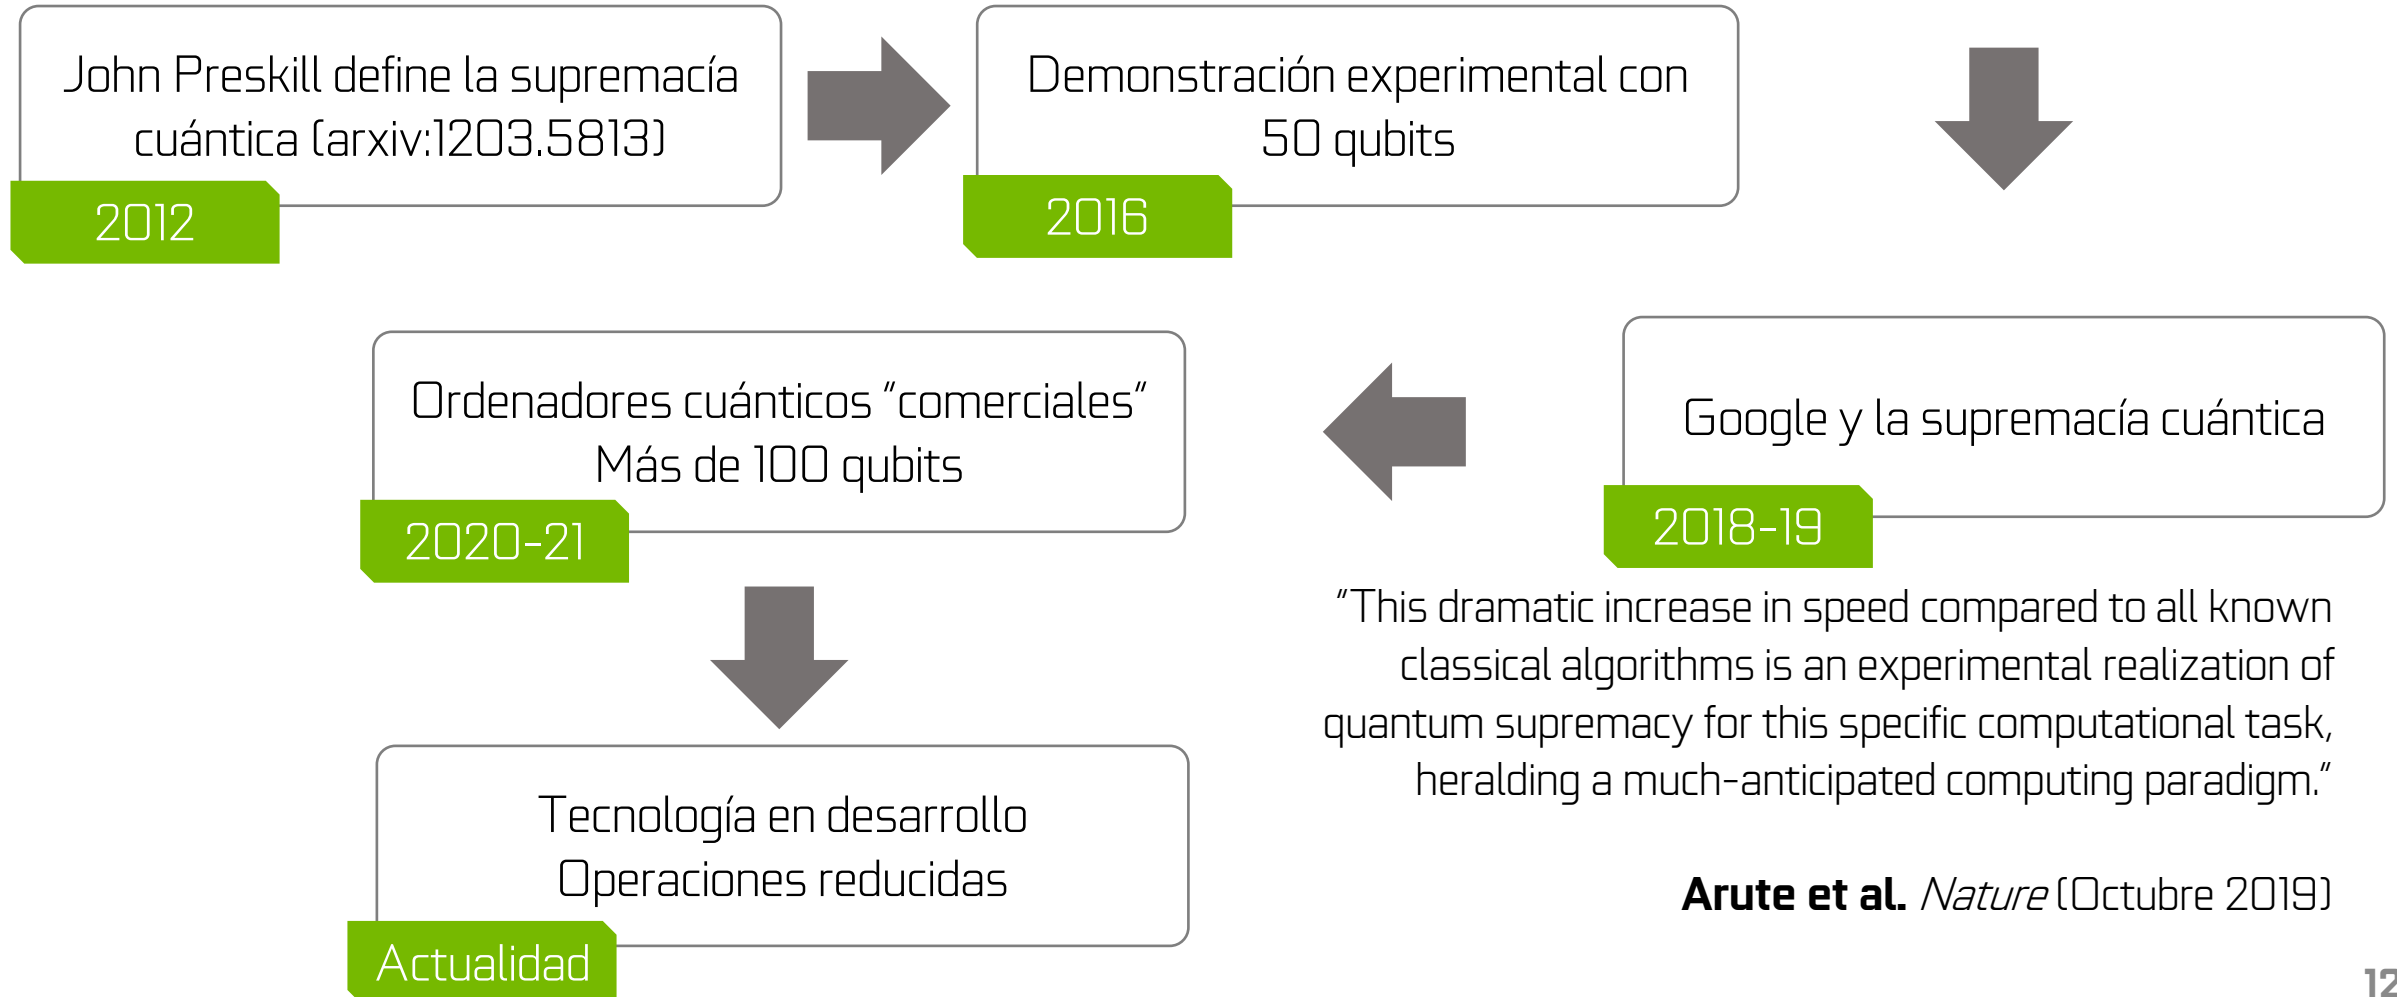 John Preskill define la supremacía
cuántica (arxiv:1203.5813)
2012
Demonstración experimental con
50 qubits
2016
Google y la supremacía cuántica
2018-19
"This dramatic increase in speed compared to all known
classical algorithms is an experimental realization of
quantum supremacy for this specific computational task,
heralding a much-anticipated computing paradigm."
Arute et al. Nature (Octubre 2019)
Ordenadores cuánticos "comerciales"
Más de 100 qubits
2020-21
Tecnología en desarrollo
Operaciones reducidas
Actualidad
12